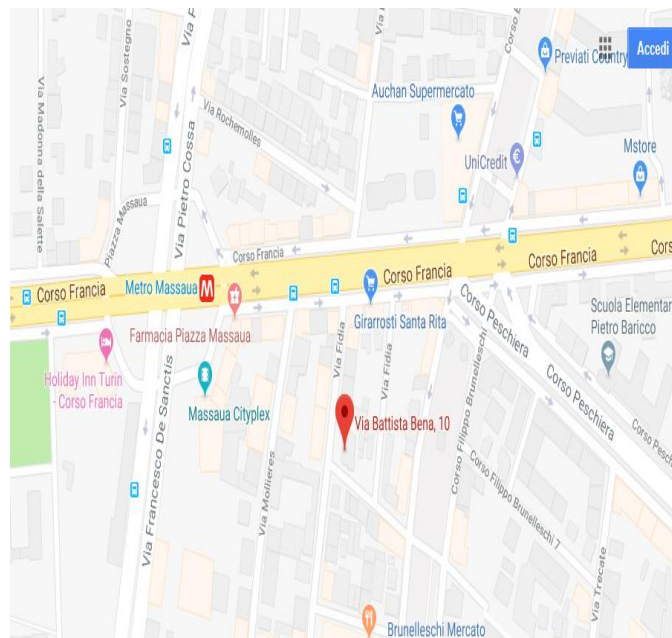 Accedi
Previati Country
Auchan Supermercato
UniCredit
Mstore
Via Sostegno
Via Madonna della Salette
Via Rochemolles
Piazza Massaua
Via Pietro Cossa
Corso Francia
Metro Massaua
M
Corso Francia
Corso Francia
Corso Francia
Corso Francia
Farmacia Piazza Massaua
Girarrosti Santa Rita
Corso Peschiera
Scuola Elementar
Pietro Baricco
Holiday Inn Turin
- Corso Francia
Massaua Cityplex
Via Fidia
Via Fidia
Via Battista Bena, 10
Corso Filippo Brunelleschi
Corso Peschiera
Via Francesco De Sanctis
Via Mollieres
Corso Filippo Brunelleschi 7
Via Trecate
Brunelleschi Mercato